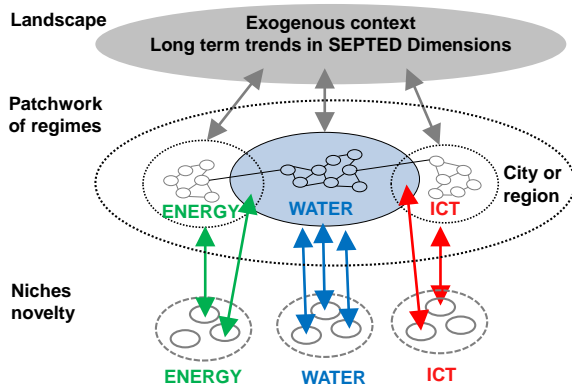 Landscape
Exogenous context
Long term trends in SEPTED Dimensions
Patchwork
of regimes
City or
region
ENERGY
WATER
ICT
Niches
novelty
ENERGY
WATER
ICT